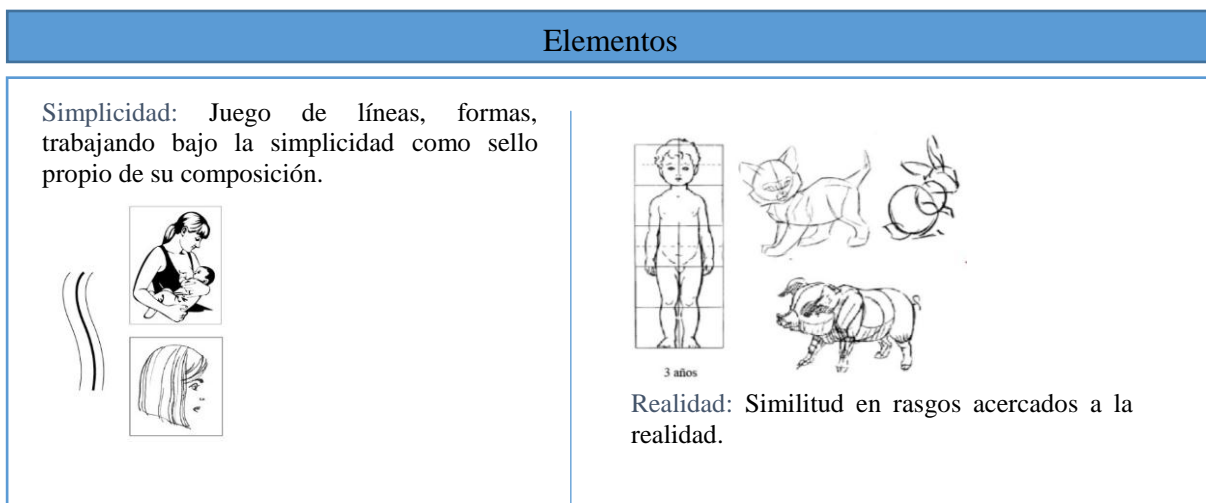 Elementos
Simplicidad: Juego de líneas, formas,
trabajando bajo la simplicidad como sello
propio de su composición.
3 años
Realidad: Similitud en rasgos acercados a la
realidad.